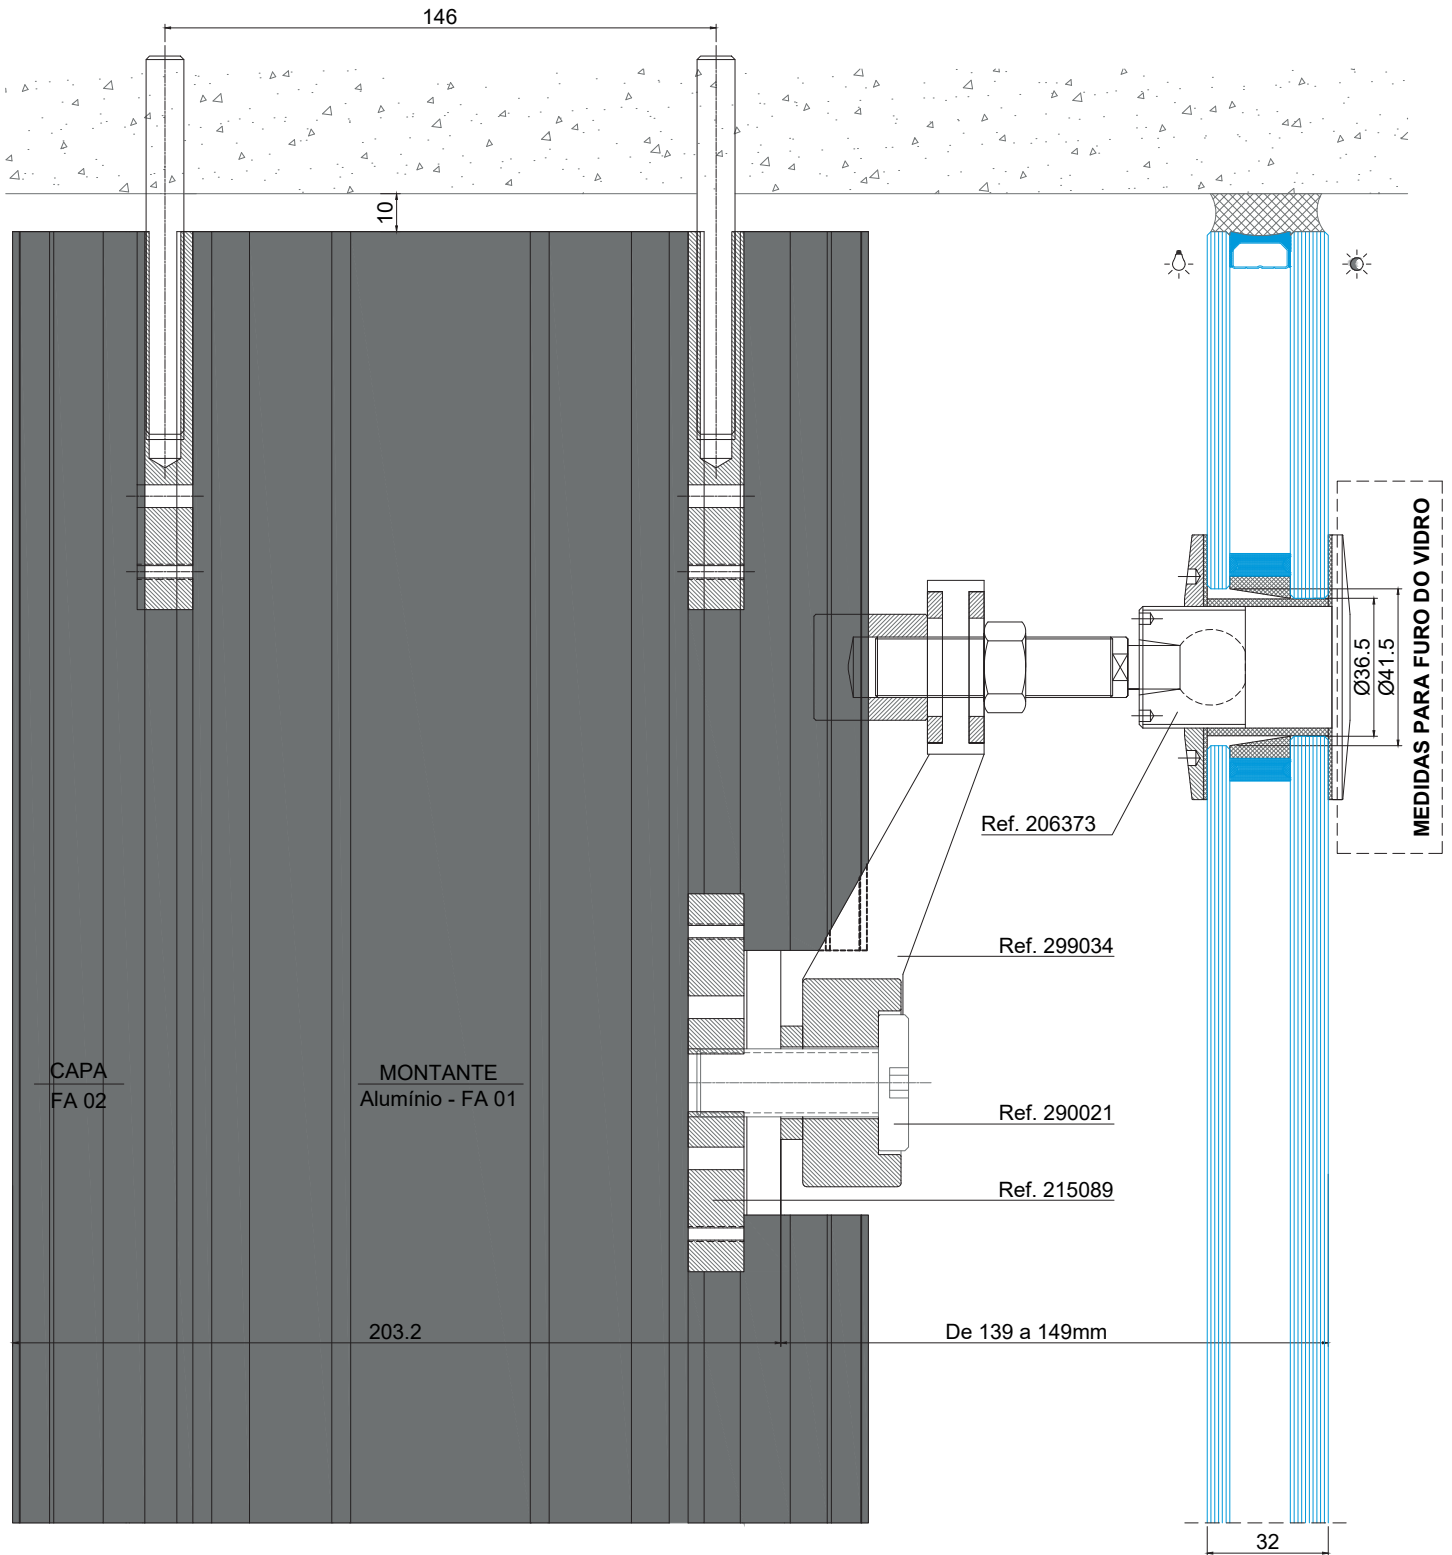 146
10
Ø36.5
Ø41.5
MEDIDAS PARA FURO DO VIDRO
Ref. 206373
Ref. 299034
CAPA
FA 02
MONTANTE
Alumínio - FA 01
Ref. 290021
Ref. 215089
203.2
De 139 a 149mm
32